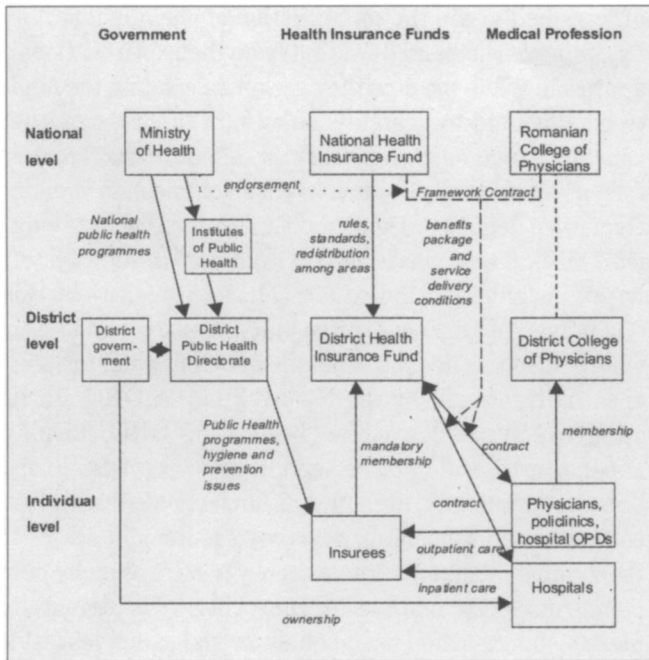 Government
Health Insurance Funds
Medical Profession
National
level
Ministry
of Health
National Health
Insurance Fund
Romanian
College of
Physicians
endorsement
Framework Contract
National
public health
programmes
Institutes
of Public
Health
rules,
standards,
redistribution
among areas
benefits
package
and
service
delivery
conditions
District
level
District
govern-
ment
District
Public Health
Directorate
District Health
Insurance Fund
District College
of Physicians
Public Health
programmes,
hygiene and
prevention
issues
mandatory
membership
contract
membership
contract
Individual
level
Insurees
Physicians,
policlinics,
hospital OPDs
outpatient care
Hospitals
inpatient care
ownership